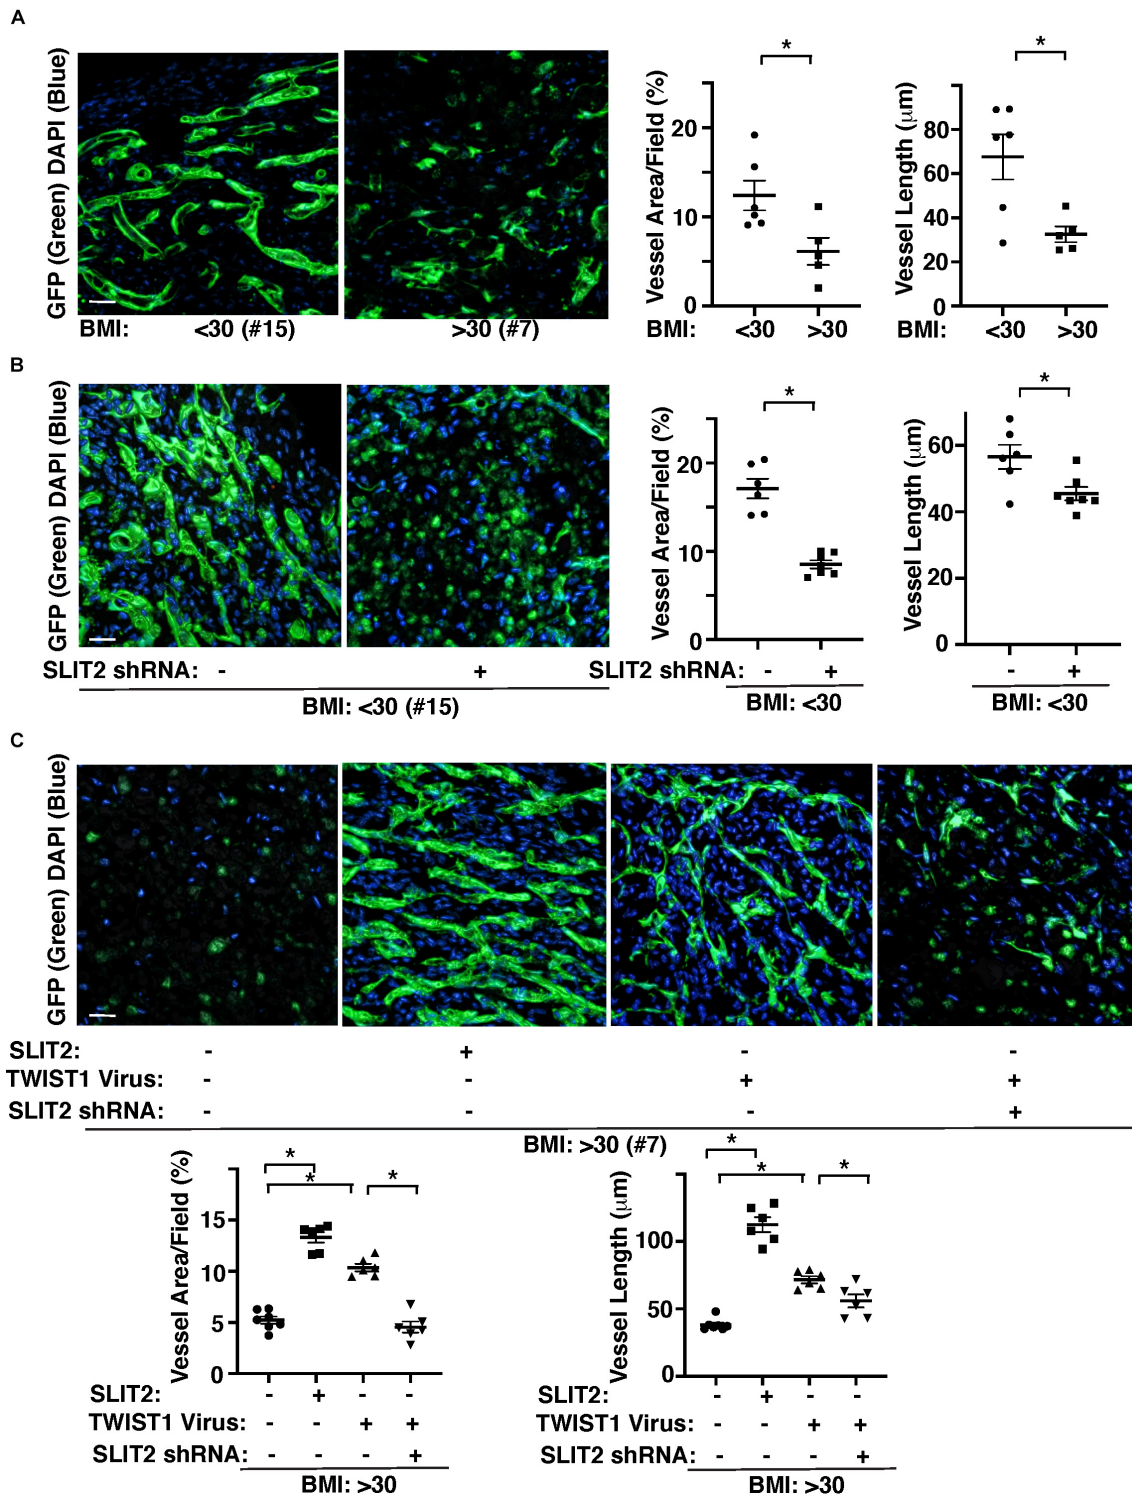 A
GFP (Green) DAPI (Blue)
BMI: <30 (#15) >30 (#7)
Vessel Area/Field (%)
20
10
0
*
BMI: <30 >30
Vessel Length (μm)
80
60
40
20
0
*
BMI: <30 >30
B
GFP (Green) DAPI (Blue)
SLIT2 shRNA: - +
BMI: <30 (#15)
Vessel Area/Field (%)
20
10
0
*
SLIT2 shRNA: - +
BMI: <30
Vessel Length (μm)
60
40
20
0
*
- +
BMI: <30
C
GFP (Green) DAPI (Blue)
SLIT2: - + - -
TWIST1 Virus: - - + +
SLIT2 shRNA: - - - +
BMI: >30 (#7)
Vessel Area/Field (%)
15
10
5
0
*
*
*
SLIT2: - + - -
TWIST1 Virus: - - + +
SLIT2 shRNA: - - - +
BMI: >30
Vessel Length (μm)
100
50
0
*
*
*
SLIT2: - + - -
TWIST1 Virus: - - + +
SLIT2 shRNA: - - - +
BMI: >30